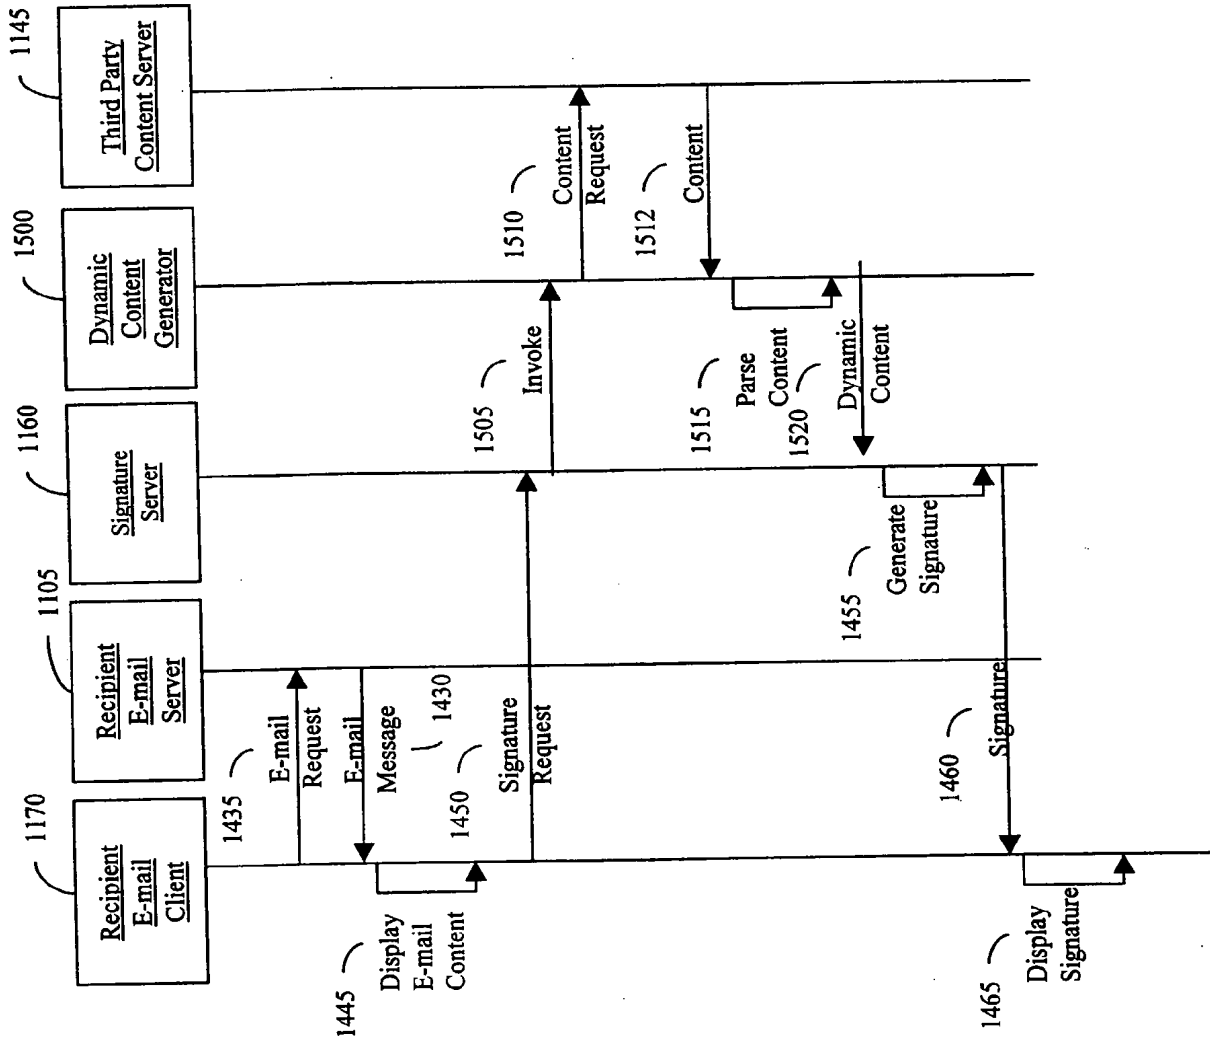 1170
Recipient
E-mail
Client
1105
Recipient
E-mail
Server
1160
Signature
Server
1500
Dynamic
Content
Generator
1145
Third Party
Content Server
1435
E-mail
Request
E-mail
Message
1430
1445
Display
E-mail
Content
1450
Signature
Request
1505
Invoke
1510
Content
Request
1512
Content
1515
Parse
Content
1520
Dynamic
Content
1455
Generate
Signature
1460
Signature
1465
Display
Signature